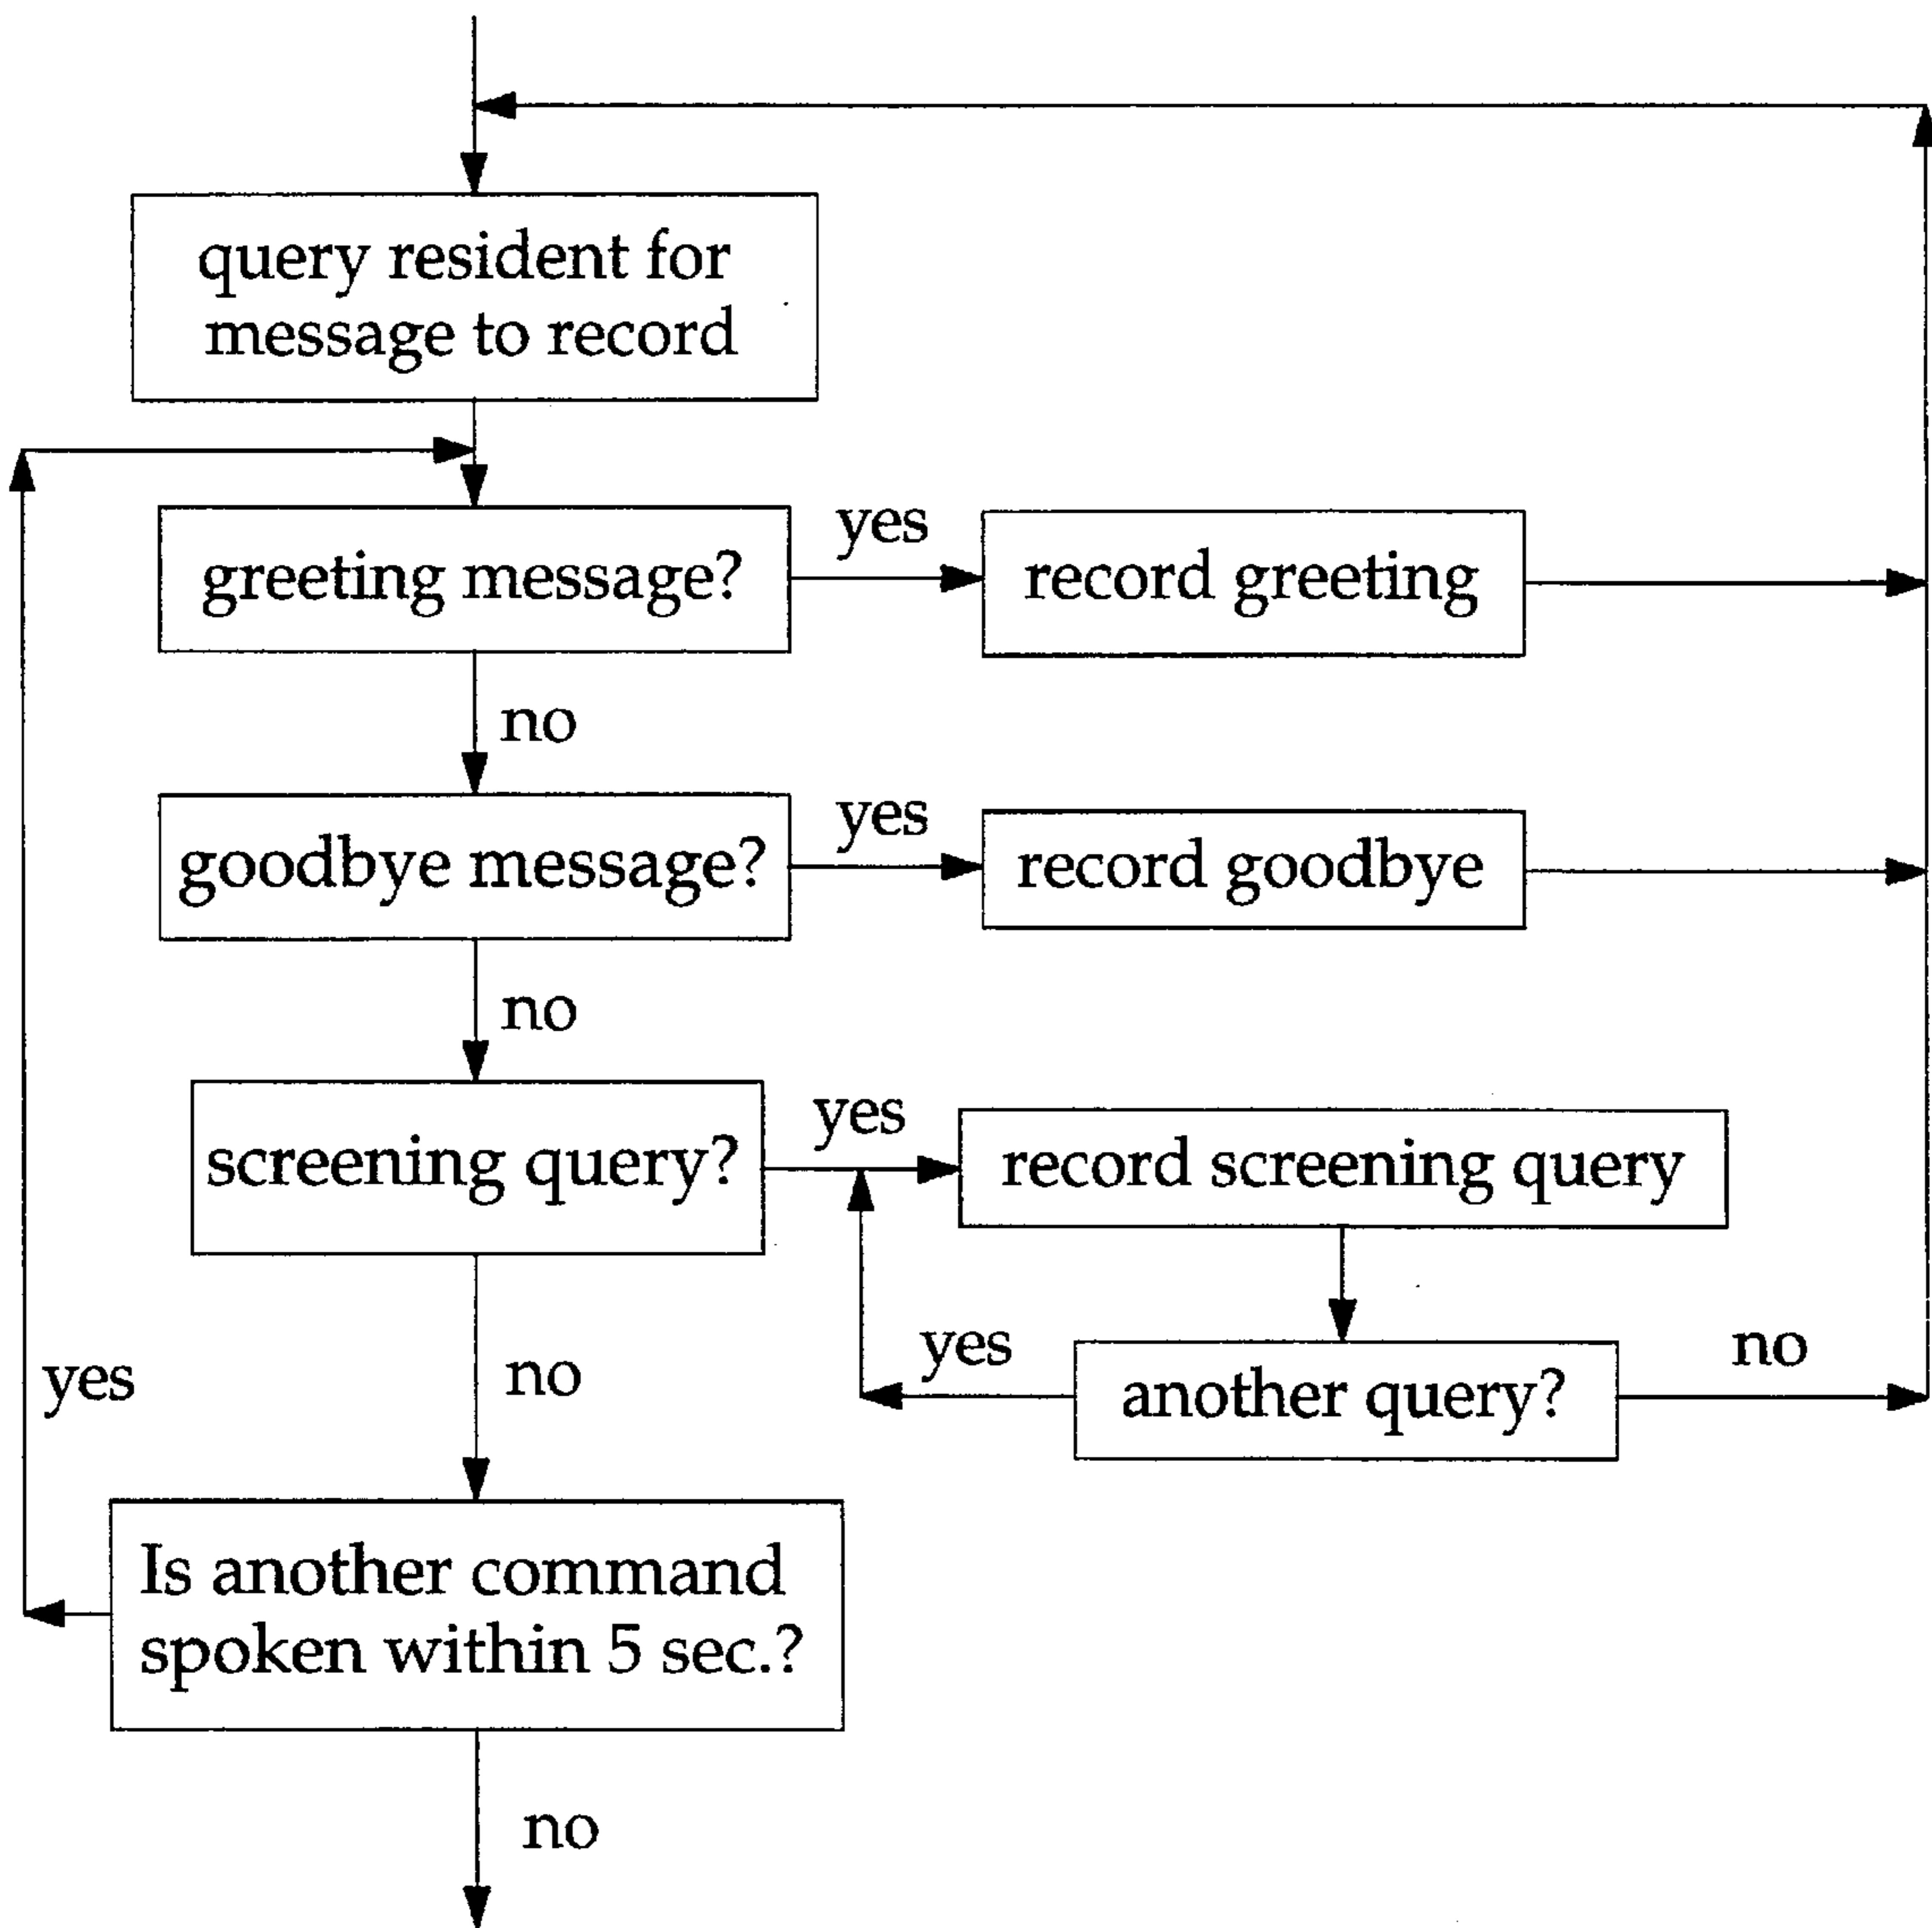 query resident for
message to record
greeting message?
yes
record greeting
no
goodbye message?
yes
record goodbye
no
screening query?
yes
record screening query
no
yes
another query?
no
yes
Is another command
spoken within 5 sec.?
no